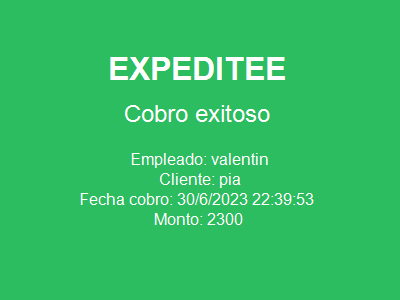 EXPEDITEE
Cobro exitoso
Empleado: valentin
Cliente: pia
Fecha cobro: 30/6/2023 22:39:53
Monto: 2300